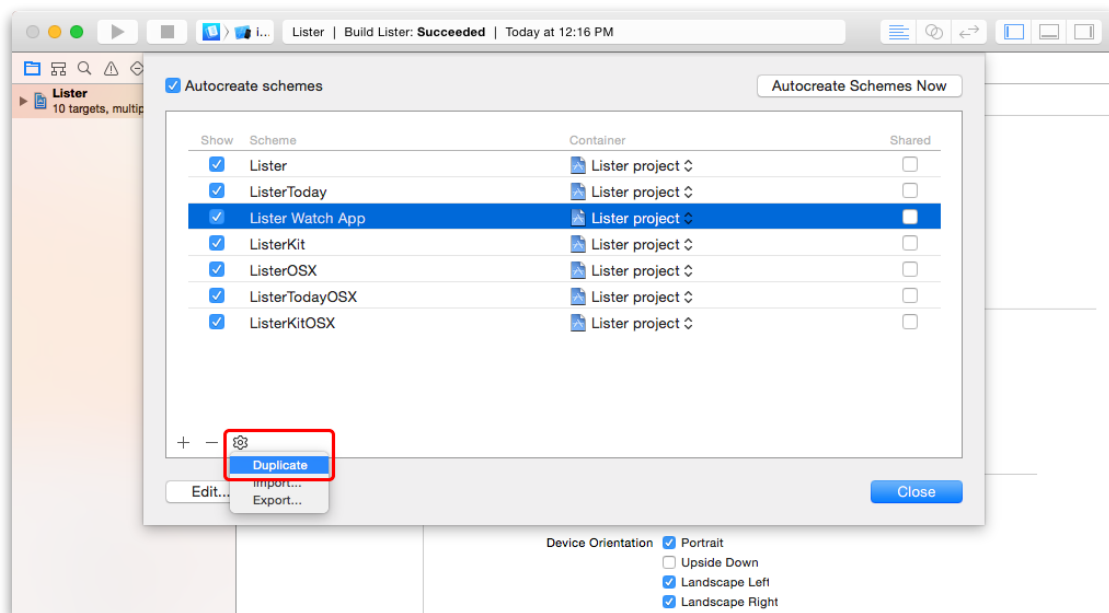 i... Lister | Build Lister: Succeeded | Today at 12:16 PM
Lister
10 targets, multip
Autocreate schemes
Autocreate Schemes Now
Show Scheme Container Shared
Lister Lister project
ListerToday Lister project
Lister Watch App Lister project
ListerKit Lister project
ListerOSX Lister project
ListerTodayOSX Lister project
ListerKitOSX Lister project
Duplicate
Import...
Export...
Edit...
Close
Device Orientation Portrait
Upside Down
Landscape Left
Landscape Right